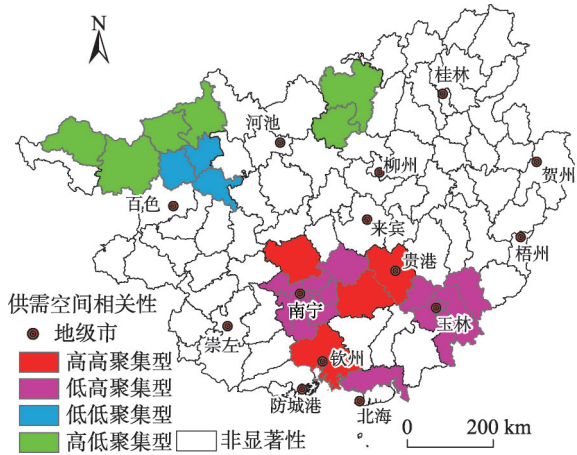 N
桂林
河池
柳州
贺州
百色
来宾
梧州
贵港
南宁
玉林
崇左
钦州
防城港
北海
供需空间相关性
地级市
高高聚集型
低高聚集型
低低聚集型
高低聚集型
非显著性
0 200 km